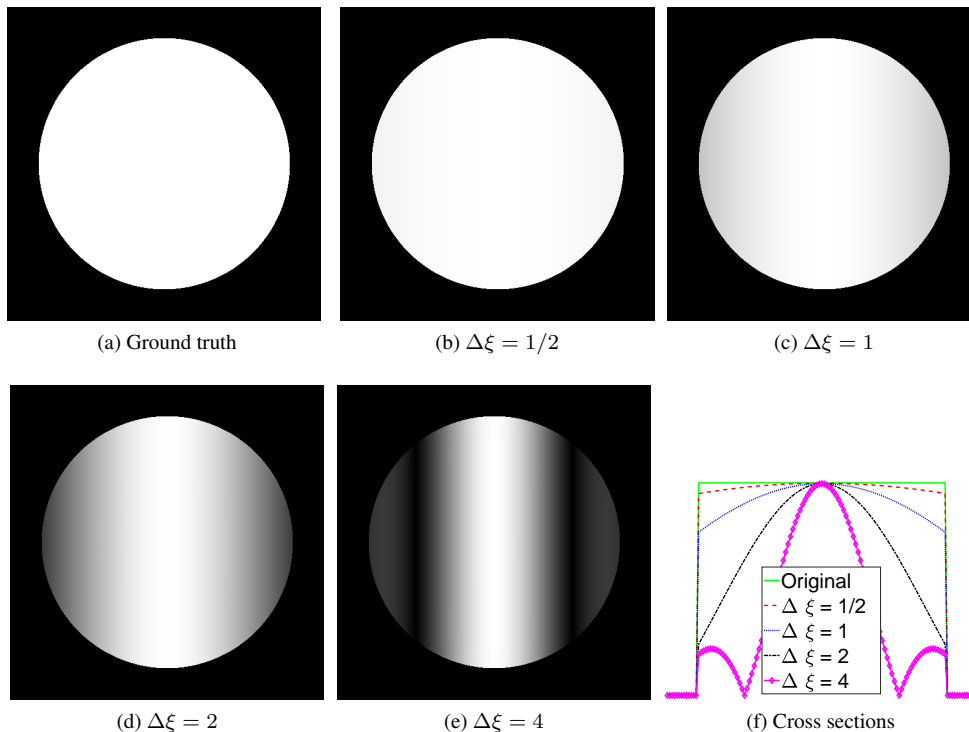 (a) Ground truth
(b) Δξ = 1/2
(c) Δξ = 1
(d) Δξ = 2
(e) Δξ = 4
Original
Δ ξ = 1/2
Δ ξ = 1
Δ ξ = 2
Δ ξ = 4
(f) Cross sections